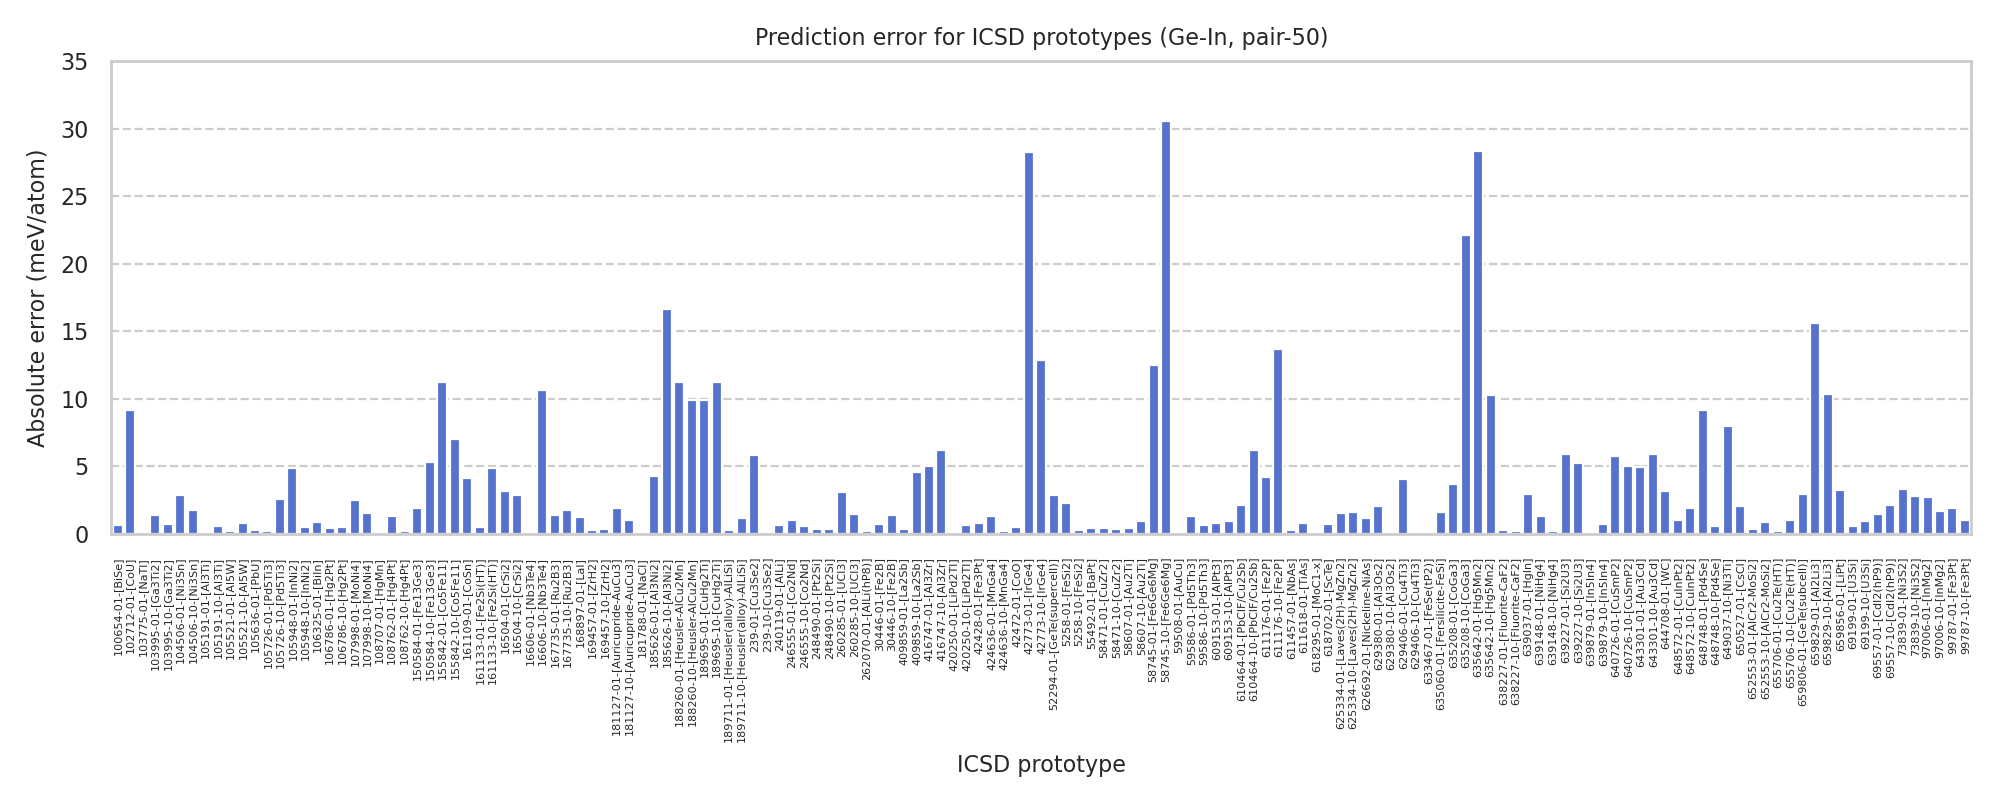 Prediction error for ICSD prototypes (Ge-In, pair-50)
Absolute error (meV/atom)
35
30
25
20
15
10
5
0
100654-01-[BiSe]
102712-01-[CoU]
103775-01-[NaTl]
103995-01-[Ga3Ti2]
103995-10-[Ga3Ti2]
104506-01-[Ni3Sn]
104506-10-[Ni3Sn]
105191-01-[Al3Ti]
105191-10-[Al3Ti]
105521-01-[Al5W]
105521-10-[Al5W]
105636-01-[PbU]
105726-01-[Pd5Ti3]
105726-10-[Pd5Ti3]
105948-01-[InNi2]
105948-10-[InNi2]
106325-01-[BiIn]
106786-01-[Hg2Pt]
106786-10-[Hg2Pt]
107998-01-[MoNi4]
107998-10-[MoNi4]
108707-01-[HgMn]
108762-01-[Hg4Pt]
108762-10-[Hg4Pt]
150584-01-[Fe13Ge3]
150584-10-[Fe13Ge3]
155842-01-[Co5Fe11]
155842-10-[Co5Fe11]
161109-01-[CoSn]
161133-01-[Fe2Si(HT)]
161133-10-[Fe2Si(HT)]
16504-01-[CrSi2]
16504-10-[CrSi2]
16606-01-[Nb3Te4]
16606-10-[Nb3Te4]
167735-01-[Ru2B3]
167735-10-[Ru2B3]
168897-01-[LaI]
169457-01-[ZrH2]
169457-10-[ZrH2]
181127-01-[Auricupride-AuCu3]
181127-10-[Auricupride-AuCu3]
181788-01-[NaCl]
185626-01-[Al3Ni2]
185626-10-[Al3Ni2]
188260-01-[Heusler-AlCu2Mn]
188260-10-[Heusler-AlCu2Mn]
189695-01-[CuHg2Ti]
189695-10-[CuHg2Ti]
189711-01-[Heusler(alloy)-AlLiSi]
189711-10-[Heusler(alloy)-AlLiSi]
239-01-[Cu3Se2]
239-10-[Cu3Se2]
240119-01-[AlLi]
246555-01-[Co2Nd]
246555-10-[Co2Nd]
248490-01-[Pt2Si]
248490-10-[Pt2Si]
260285-01-[UCl3]
260285-10-[UCl3]
262070-01-[AlLi(hP8)]
30446-01-[Fe2B]
30446-10-[Fe2B]
409859-01-[La2Sb]
409859-10-[La2Sb]
416747-01-[Al3Zr]
416747-10-[Al3Zr]
420250-01-[LiPd2Tl]
420250-10-[LiPd2Tl]
42428-01-[Fe3Pt]
424636-01-[MnGa4]
424636-10-[MnGa4]
42472-01-[CoO]
42773-01-[IrGe4]
42773-10-[IrGe4]
52294-01-[GeTe(supercell)]
5258-01-[FeSi2]
5258-10-[FeSi2]
55492-01-[BaPt]
58471-01-[CuZr2]
58471-10-[CuZr2]
58607-01-[Au2Ti]
58607-10-[Au2Ti]
58745-01-[Fe6Ge6Mg]
58745-10-[Fe6Ge6Mg]
59508-01-[AuCu]
59586-01-[Pd5Th3]
59586-10-[Pd5Th3]
609153-01-[AlPt3]
609153-10-[AlPt3]
610464-01-[PbClF/Cu2Sb]
610464-10-[PbClF/Cu2Sb]
611176-01-[Fe2P]
611176-10-[Fe2P]
611457-01-[NbAs]
611618-01-[TiAs]
618295-01-[MoC1-x]
618702-01-[ScTe]
625334-01-[Laves(2H)-MgZn2]
625334-10-[Laves(2H)-MgZn2]
626692-01-[Nickeline-NiAs]
629380-01-[Al3Os2]
629380-10-[Al3Os2]
629406-01-[Cu4Ti3]
629406-10-[Cu4Ti3]
633467-01-[FeSe(tP2)]
635060-01-[Fersilicite-FeSi]
635208-01-[CoGa3]
635208-10-[CoGa3]
635642-01-[Hg5Mn2]
635642-10-[Hg5Mn2]
638227-01-[Fluorite-CaF2]
638227-10-[Fluorite-CaF2]
639037-01-[HgIn]
639148-01-[NiHg4]
639148-10-[NiHg4]
639227-01-[Si2U3]
639227-10-[Si2U3]
639879-01-[In5In4]
639879-10-[In5In4]
640726-01-[CuSmP2]
640726-10-[CuSmP2]
643301-01-[Au3Cd]
643301-10-[Au3Cd]
644708-01-[WC]
648572-01-[CuInPt2]
648572-10-[CuInPt2]
648748-01-[Pd4Se]
648748-10-[Pd4Se]
649037-01-[Ni3Ti]
649037-10-[Ni3Ti]
650527-01-[CsCl]
652553-01-[AlCr2-MoSi2]
652553-10-[AlCr2-MoSi2]
655706-01-[Cu2Te(HT)]
655706-10-[Cu2Te(HT)]
659806-01-[GeTe(subcell)]
659829-01-[Al2Li3]
659829-10-[Al2Li3]
659856-01-[LiPt]
69199-01-[U3Si]
69199-10-[U3Si]
69557-01-[CdI2(hP9)]
69557-10-[CdI2(hP9)]
73839-01-[Ni3S2]
73839-10-[Ni3S2]
97006-01-[InMg2]
97006-10-[InMg2]
99787-01-[Fe3Pt]
99787-10-[Fe3Pt]
ICSD prototype